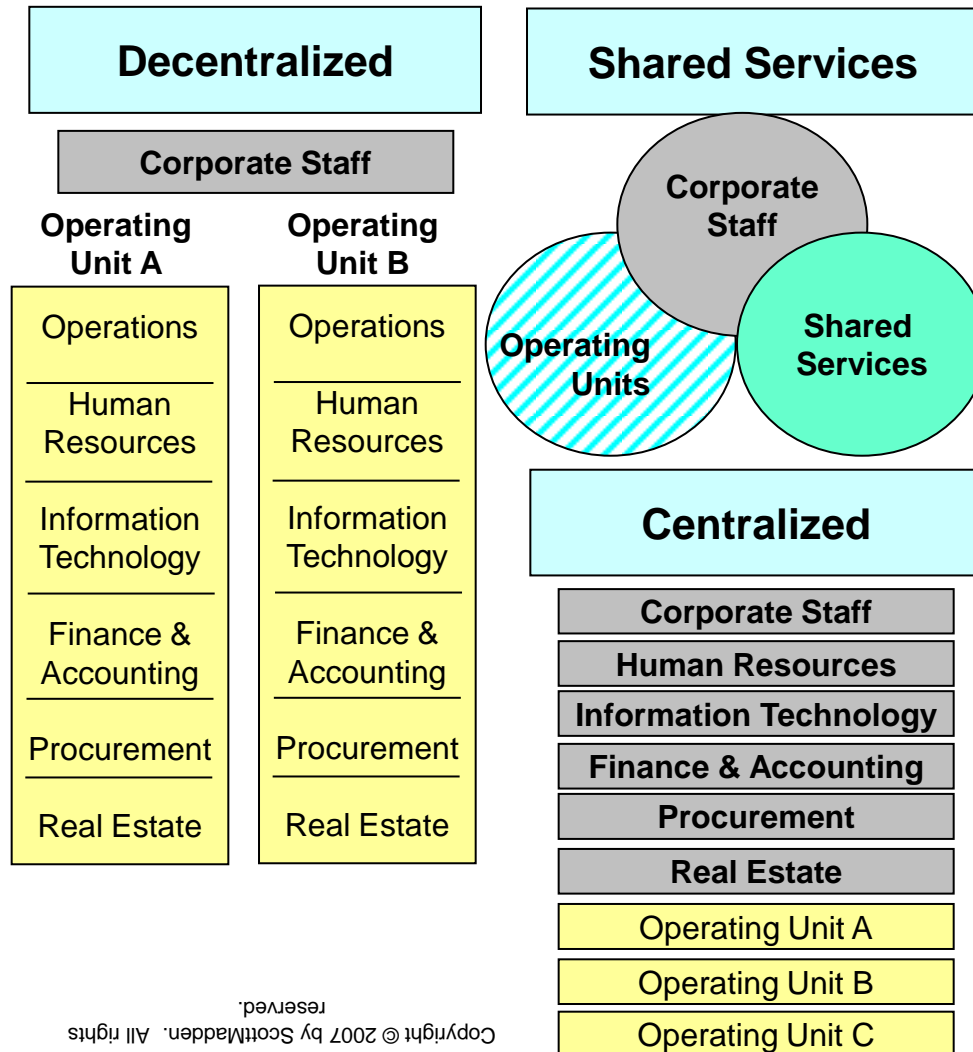 Decentralized
Corporate Staff
Operating
Unit A
Operations
Human
Resources
Information
Technology
Finance &
Accounting
Procurement
Real Estate
Operating
Unit B
Operations
Human
Resources
Information
Technology
Finance &
Accounting
Procurement
Real Estate
Shared Services
Corporate
Staff
Operating
Units
Shared
Services
Centralized
Corporate Staff
Human Resources
Information Technology
Finance & Accounting
Procurement
Real Estate
Operating Unit A
Operating Unit B
Operating Unit C
Copyright © 2007 by ScottMadden. All rights
reserved.